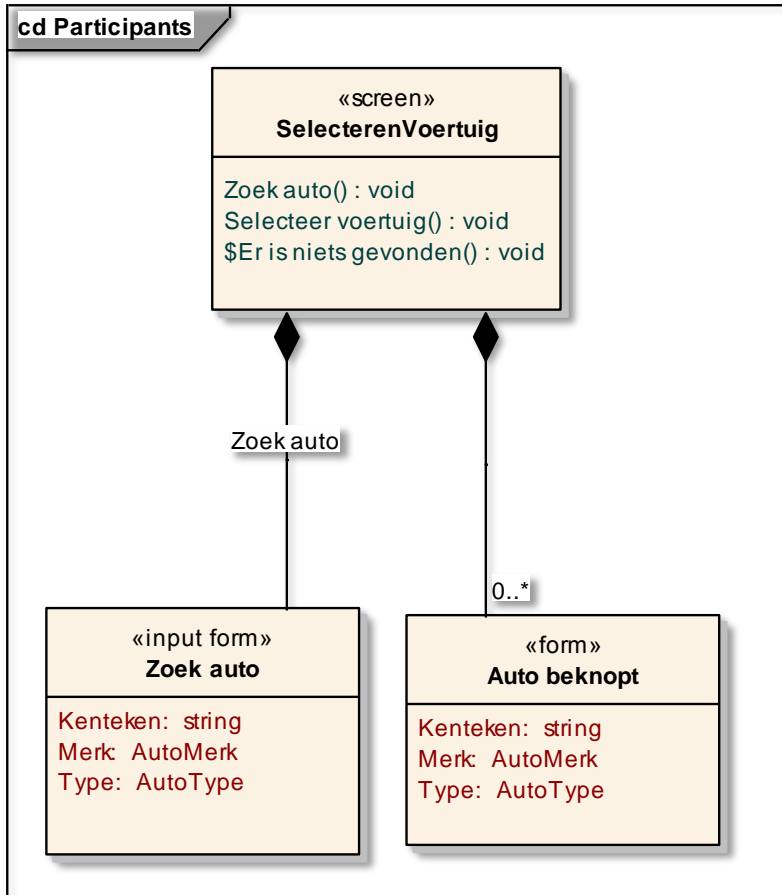 cd Participants
«screen»
SelecterenVoertuig
Zoek auto() : void
Selecteer voertuig() : void
$Er is niets gevonden() : void
Zoek auto
0..*
«input form»
Zoek auto
Kenteken: string
Merk: AutoMerk
Type: AutoType
«form»
Auto beknopt
Kenteken: string
Merk: AutoMerk
Type: AutoType